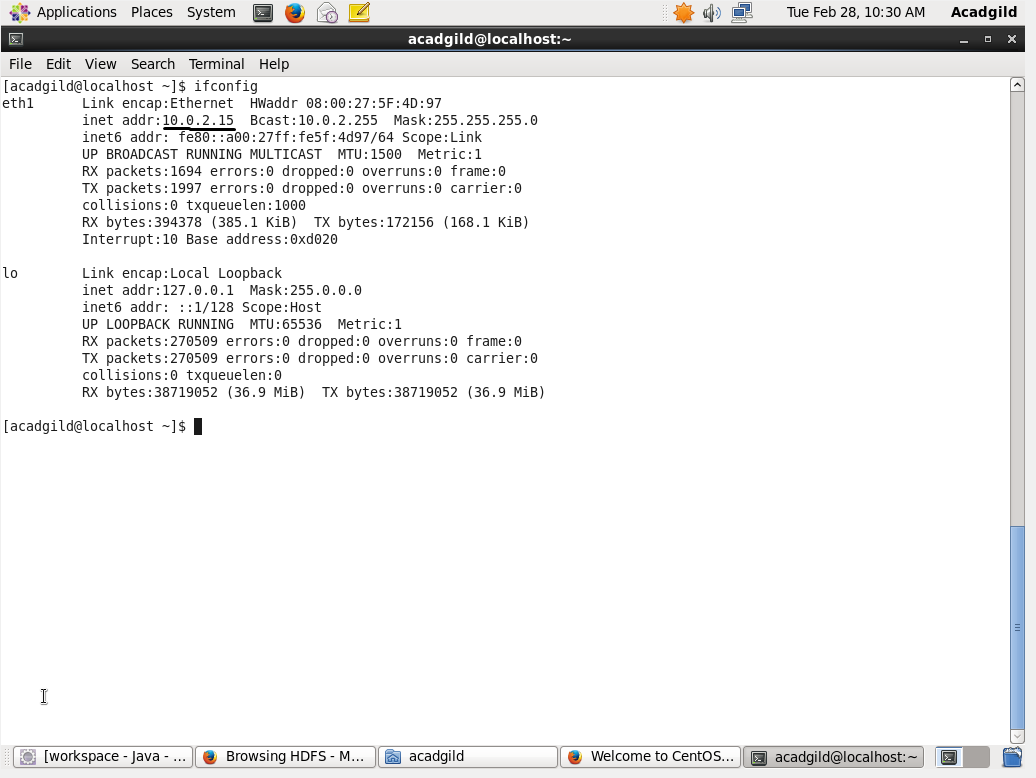 Applications Places System Tue Feb 28, 10:30 AM Acadgild
acadgild@localhost:~
File Edit View Search Terminal Help
[acadgild@localhost ~]$ ifconfig
eth1      Link encap:Ethernet  HWaddr 08:00:27:5F:4D:97
          inet addr:10.0.2.15  Bcast:10.0.2.255  Mask:255.255.255.0
          inet6 addr: fe80::a00:27ff:fe5f:4d97/64 Scope:Link
          UP BROADCAST RUNNING MULTICAST  MTU:1500  Metric:1
          RX packets:1694 errors:0 dropped:0 overruns:0 frame:0
          TX packets:1997 errors:0 dropped:0 overruns:0 carrier:0
          collisions:0 txqueuelen:1000
          RX bytes:394378 (385.1 KiB)  TX bytes:172156 (168.1 KiB)
          Interrupt:10 Base address:0xd020
lo        Link encap:Local Loopback
          inet addr:127.0.0.1  Mask:255.0.0.0
          inet6 addr: ::1/128 Scope:Host
          UP LOOPBACK RUNNING  MTU:65536  Metric:1
          RX packets:270509 errors:0 dropped:0 overruns:0 frame:0
          TX packets:270509 errors:0 dropped:0 overruns:0 carrier:0
          collisions:0 txqueuelen:0
          RX bytes:38719052 (36.9 MiB)  TX bytes:38719052 (36.9 MiB)
[acadgild@localhost ~]$
[workspace - Java - ... Browsing HDFS - M... acadgild Welcome to CentOS... acadgild@localhost:~